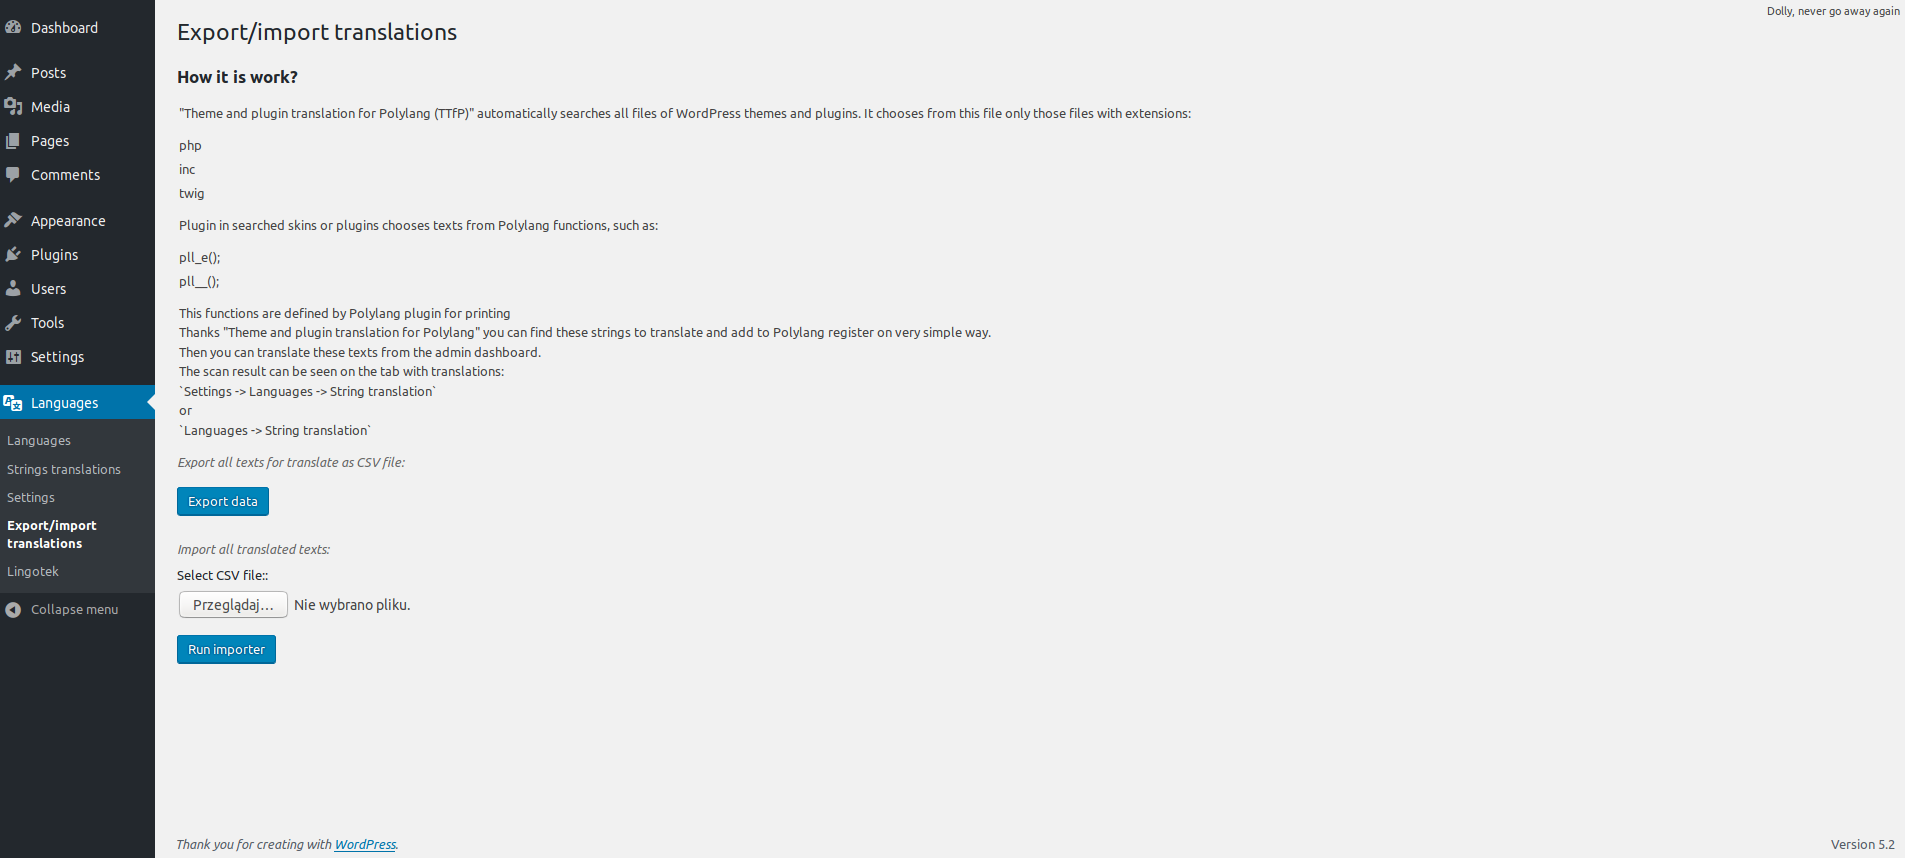 Dashboard
Posts
Media
Pages
Comments
Appearance
Plugins
Users
Tools
Settings
Languages
Languages
Strings translations
Settings
Export/import
translations
Lingotek
Collapse menu
Dolly, never go away again
Export/import translations
How it is work?
"Theme and plugin translation for Polylang (TTfP)" automatically searches all files of WordPress themes and plugins. It chooses from this file only those files with extensions:
php
inc
twig
Plugin in searched skins or plugins chooses texts from Polylang functions, such as:
pll_e();
pll__();
This functions are defined by Polylang plugin for printing
Thanks "Theme and plugin translation for Polylang" you can find these strings to translate and add to Polylang register on very simple way.
Then you can translate these texts from the admin dashboard.
The scan result can be seen on the tab with translations:
`Settings -> Languages -> String translation`
or
`Languages -> String translation`
Export all texts for translate as CSV file:
Export data
Import all translated texts:
Select CSV file::
Przeglądaj... Nie wybrano pliku.
Run importer
Thank you for creating with WordPress.
Version 5.2